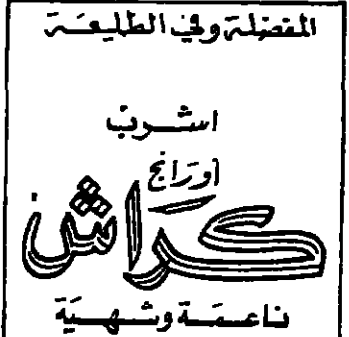 المفضلة وفي الطليعة
اشرب
اورانج
كراش
ناعمة وشهية